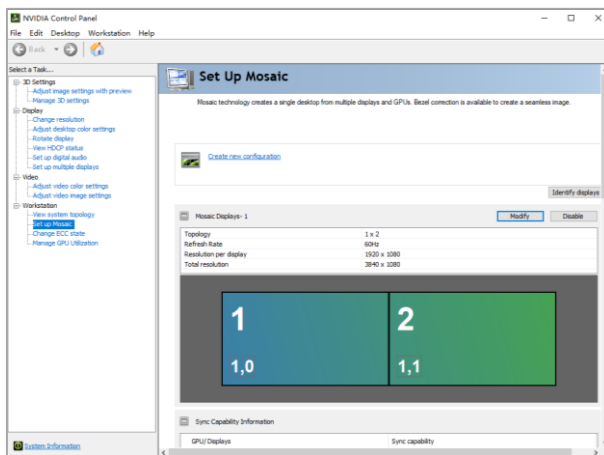 NVIDIA Control Panel
File Edit Desktop Workstation Help
Back
Select a Task...
3D Settings
Adjust image settings with preview
Manage 3D settings
Display
Change resolution
Adjust desktop color settings
Rotate display
View HDCP status
Set up digital audio
Set up multiple displays
Video
Adjust video color settings
Adjust video image settings
Workstation
View system topology
Set up Mosaic
Change ECC state
Manage GPU Utilization
System Information
Set Up Mosaic
Mosaic technology creates a single desktop from multiple displays and GPUs. Bezel correction is available to create a seamless image.
Create new configuration
Identify displays
Mosaic Displays- 1 Modify Disable
Topology 1 x 2
Refresh Rate 60Hz
Resolution per display 1920 x 1080
Total resolution 3840 x 1080
1 2
1,0 1,1
Sync Capability Information
GPU/ Displays Sync capability